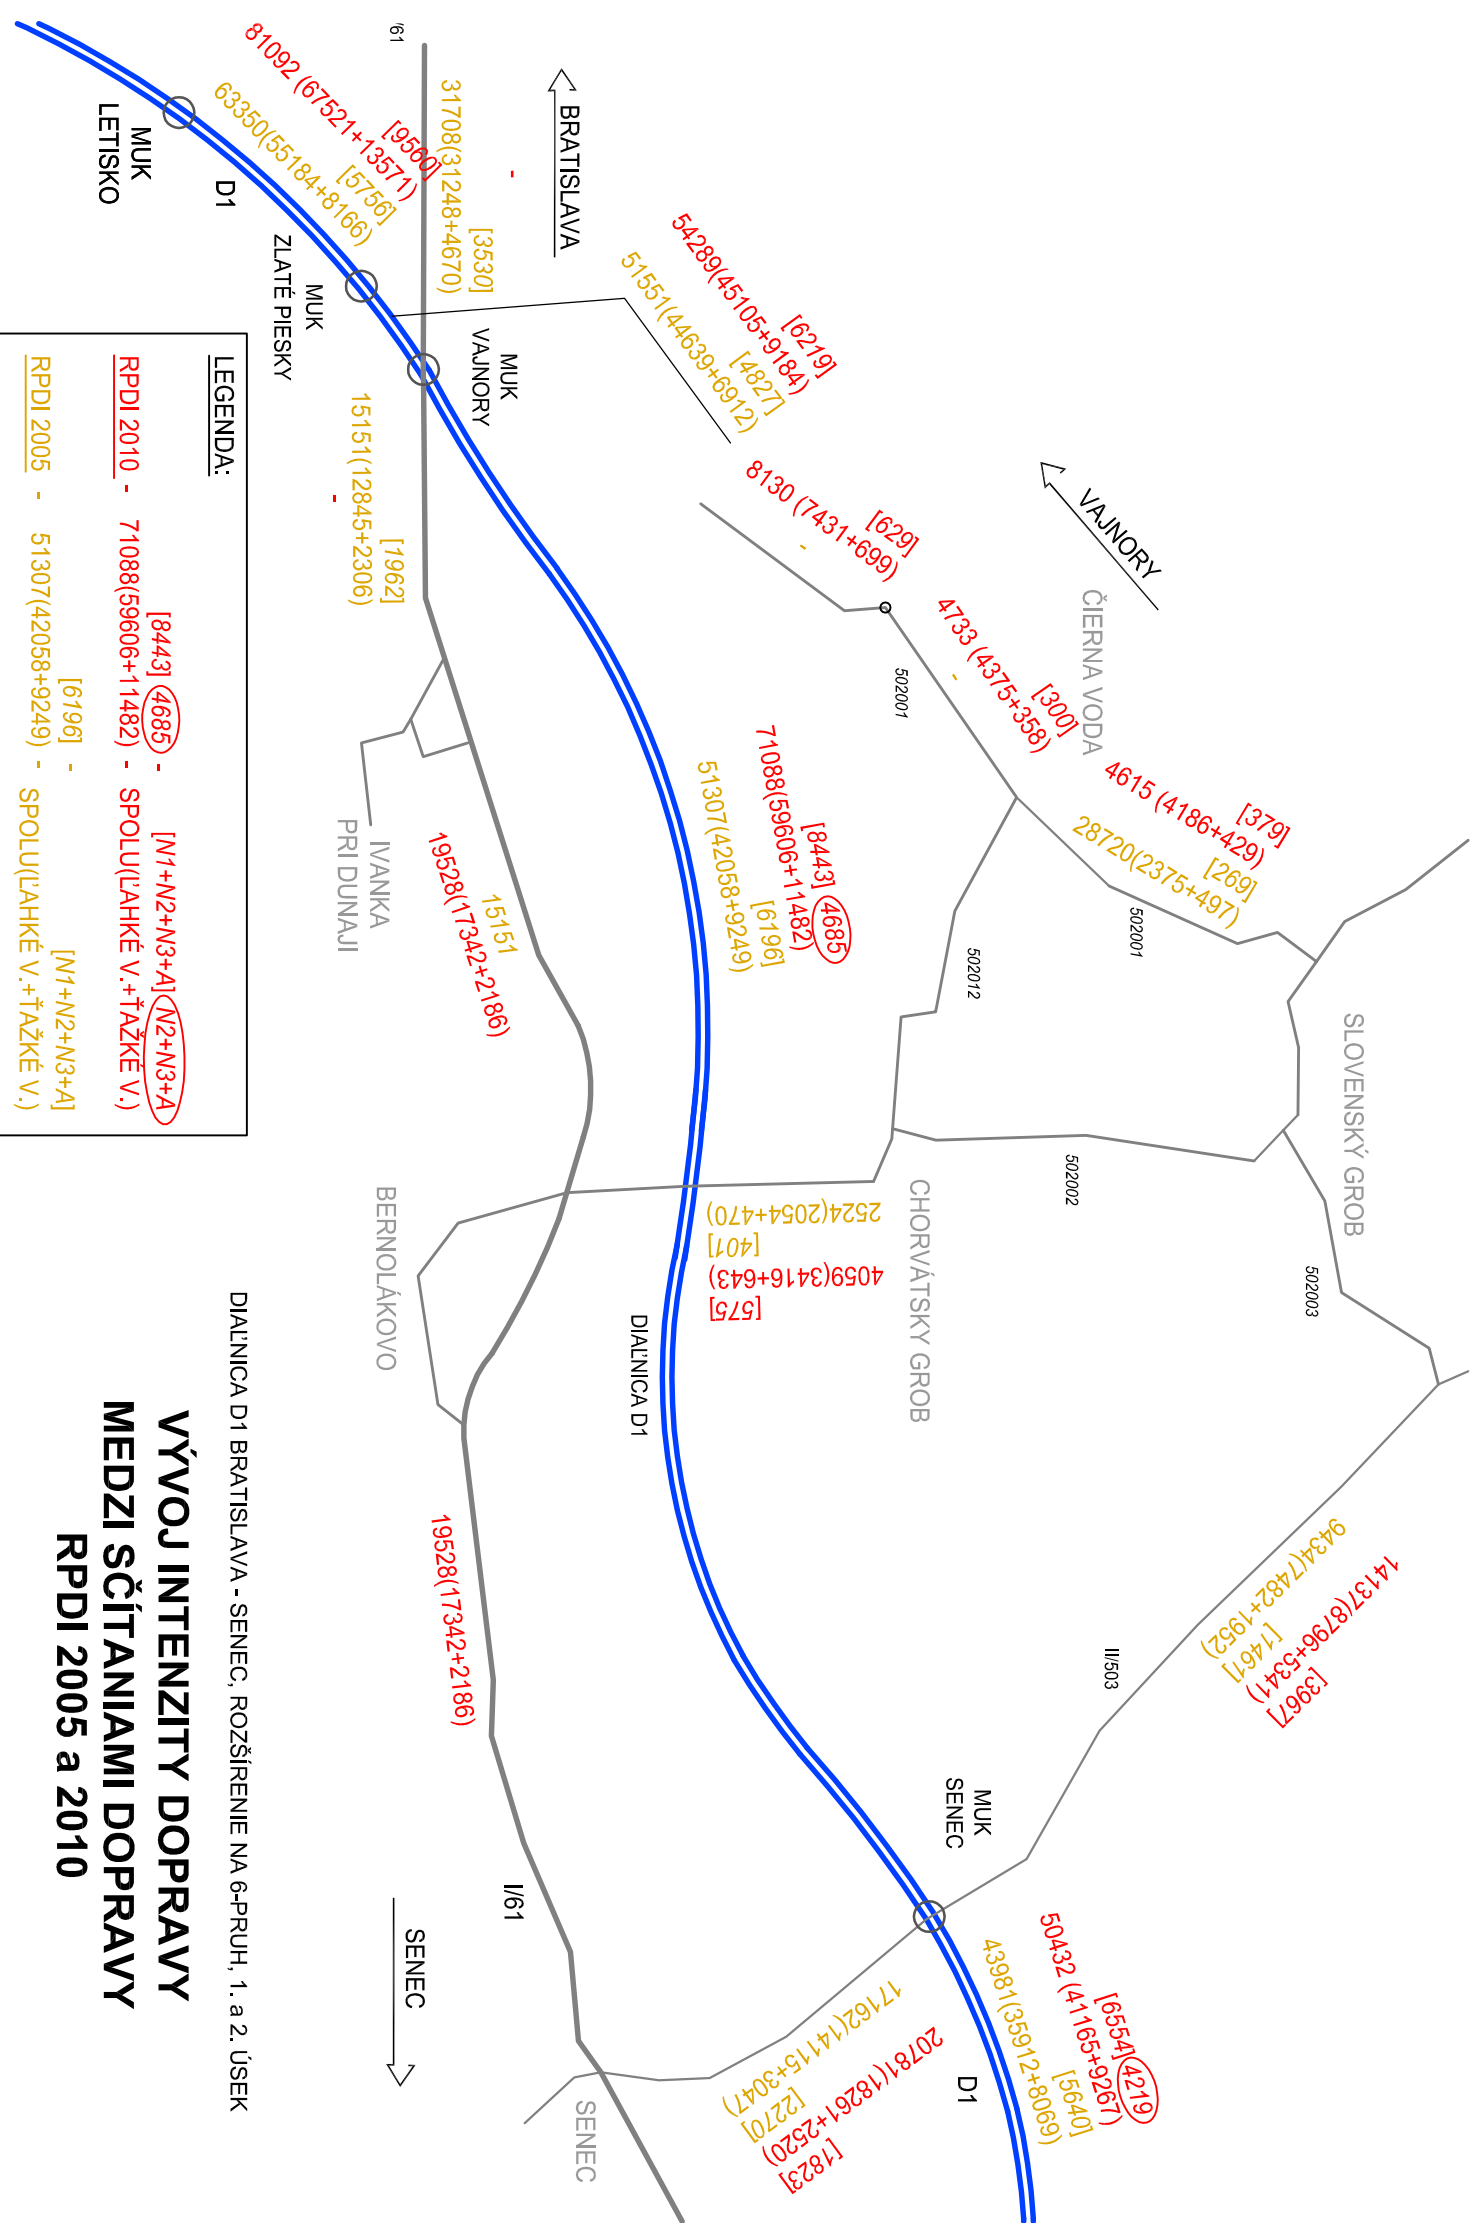 /61
BRATISLAVA
-
[3530]
31708(31248+4670)
[9560]
81092 (67521+13571)
[5756]
63350(55184+8166)
MUK
LETISKO
D1
MUK
ZLATÉ PIESKY
MUK
VAJNORY
[6219]
54289(45105+9184)
[4827]
51551(44639+6912)
[1962]
15151(12845+2306)
-
VAJNORY
[629]
8130 (7431+699)
-
ČIERNA VODA
[300]
4733 (4375+358)
-
502001
[379]
4615 (4186+429)
[269]
28720(2375+497)
502001
502012
[8443] 4685
71088(59606+11482)
[6196]
51307(42058+9249)
IVANKA
PRI DUNAJI
15151
19528(17342+2186)
SLOVENSKÝ GROB
502002
502003
CHORVÁTSKY GROB
2524(2054+470)
[401]
4059(3416+643)
[575]
BERNOLÁKOVO
DIAĽNICA D1
19528(17342+2186)
9434(7482+1952)
[1461]
14137(8796+5341)
[3967]
II/503
MUK
SENEC
[6554] 4219
50432 (41165+9267)
[5640]
43981(35912+8069)
D1
17162(14115+3047)
[2270]
20781(18261+2520)
[1823]
I/61
SENEC
SENEC
LEGENDA:
[8443] 4685 - [N1+N2+N3+A] N2+N3+A
RPDI 2010 - 71088(59606+11482) - SPOLU(ĽAHKÉ V.+ŤAŽKÉ V.)
[6196] - [N1+N2+N3+A]
RPDI 2005 - 51307(42058+9249) - SPOLU(ĽAHKÉ V.+ŤAŽKÉ V.)
DIAĽNICA D1 BRATISLAVA - SENEC, ROZŠÍRENIE NA 6-PRUH, 1. a 2. ÚSEK
VÝVOJ INTENZITY DOPRAVY
MEDZI SČÍTANIAMI DOPRAVY
RPDI 2005 a 2010